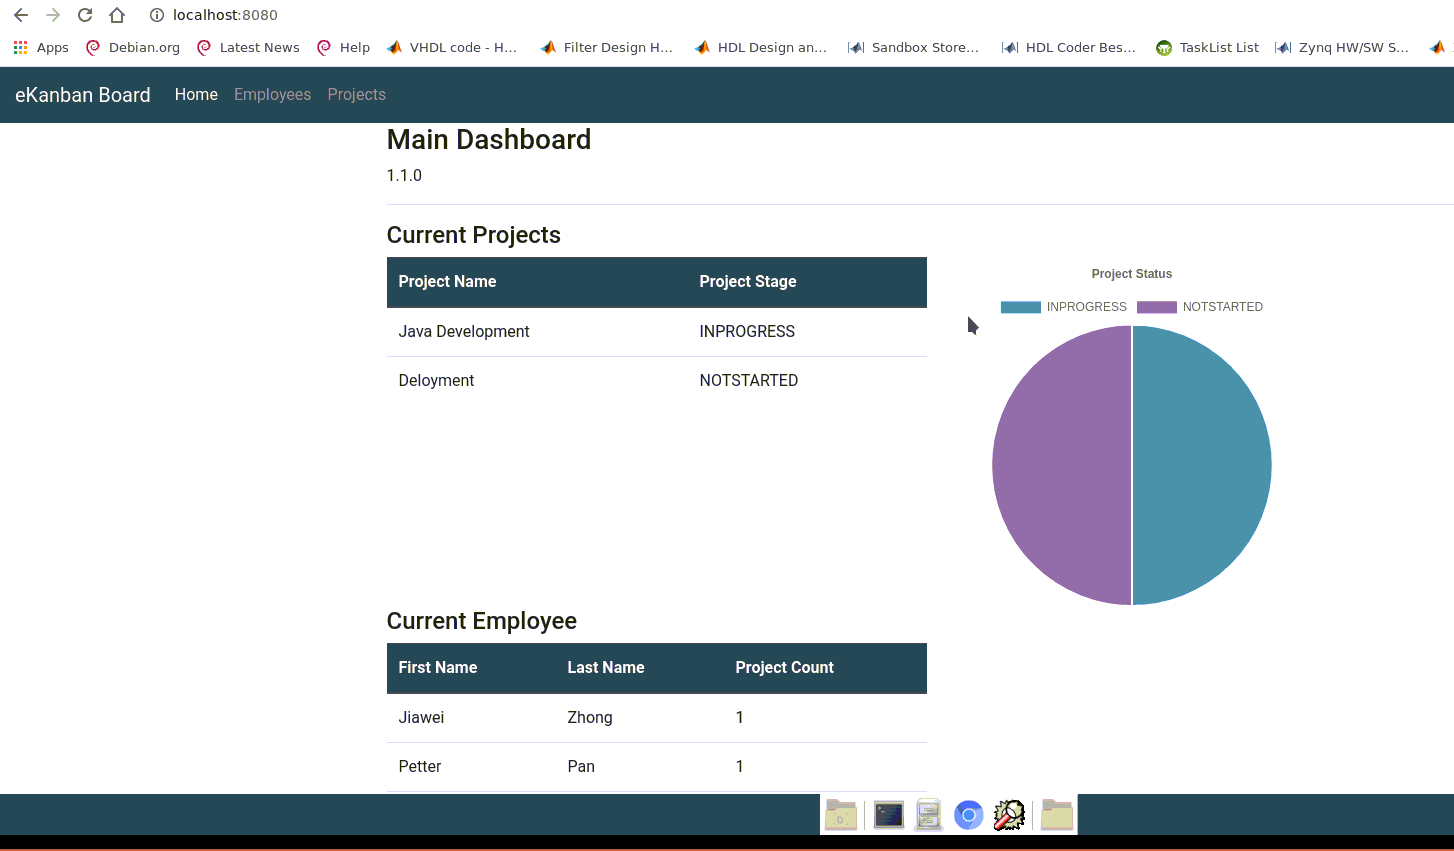 localhost:8080
Apps Debian.org Latest News Help VHDL code - H... Filter Design H... HDL Design an... Sandbox Store... HDL Coder Bes... TaskList List Zynq HW/SW S...
eKanban Board Home Employees Projects
Main Dashboard
1.1.0
Current Projects
Project Name Project Stage
Java Development INPROGRESS
Deloyment NOTSTARTED
Project Status
INPROGRESS NOTSTARTED
Current Employee
First Name Last Name Project Count
Jiawei Zhong 1
Petter Pan 1